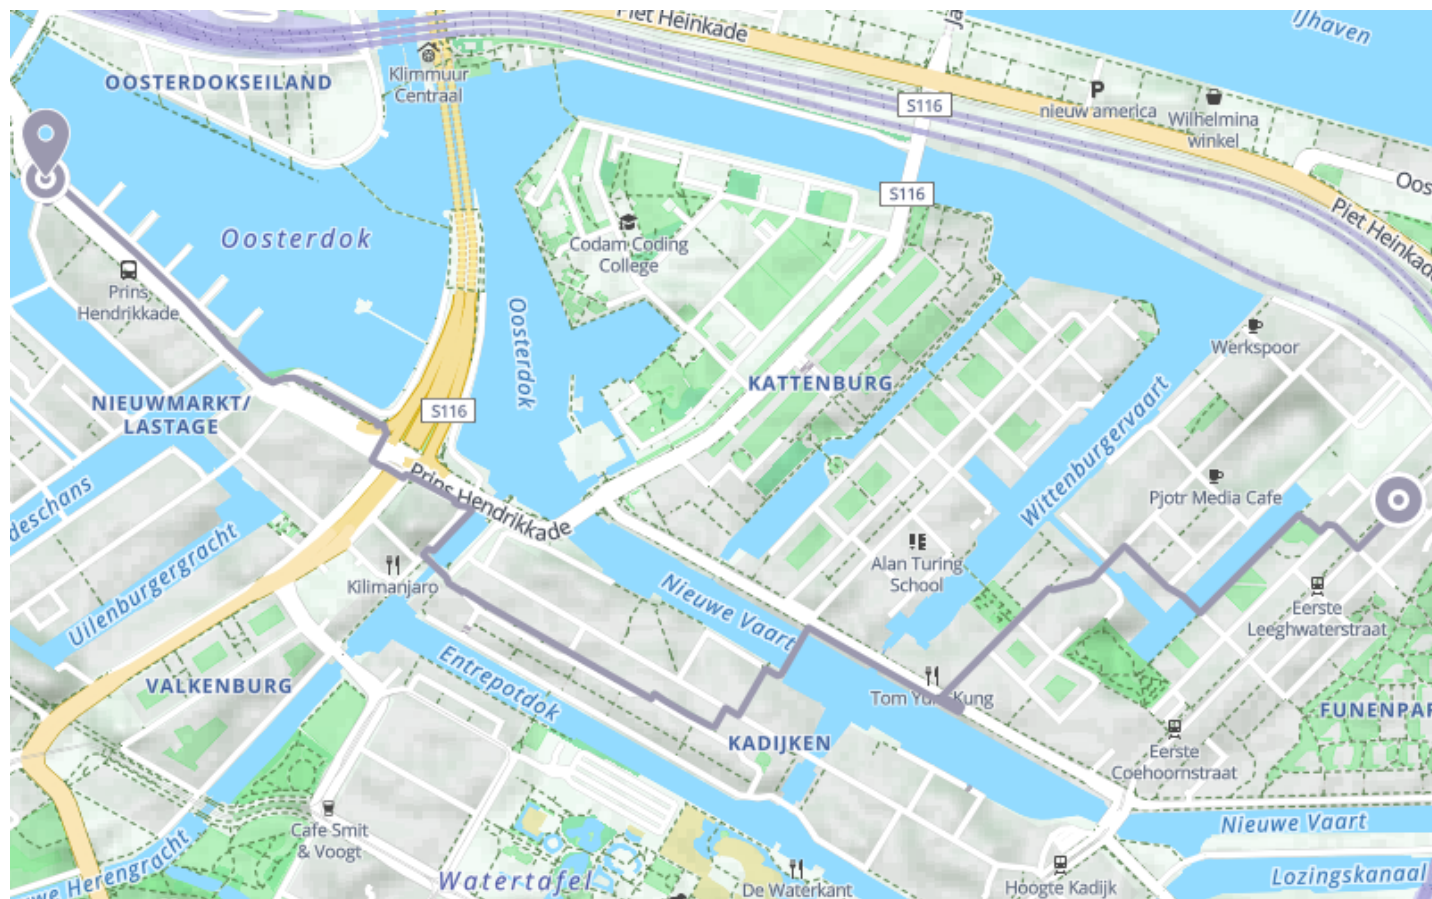 Piet Heinkade
Ja
IJhaven
OOSTERDOKSEILAND
Klimmuur
Centraal
S116
nieuw america
Wilhelmina
winkel
S116
Oos
Piet Heinkade
Oosterdok
Codam Coding
College
Prins
Hendrikkade
Oosterdok
Werkspoor
KATTENBURG
NIEUWMARKT/
LASTAGE
S116
Wittenburgervaart
Prins Hendrikkade
Pjotr Media Cafe
deschans
Uilenburgergracht
Kilimanjaro
Alan Turing
School
Nieuwe Vaart
Eerste
Leeghwaterstraat
Entrepotdok
VALKENBURG
Tom Yum Kung
FUNENPAR
KADIJKEN
Eerste
Coehoornstraat
Cafe Smit
& Voogt
Nieuwe Vaart
uwe Herengracht
Watertafel
De Waterkant
Hoogte Kadijk
Lozingskanaal